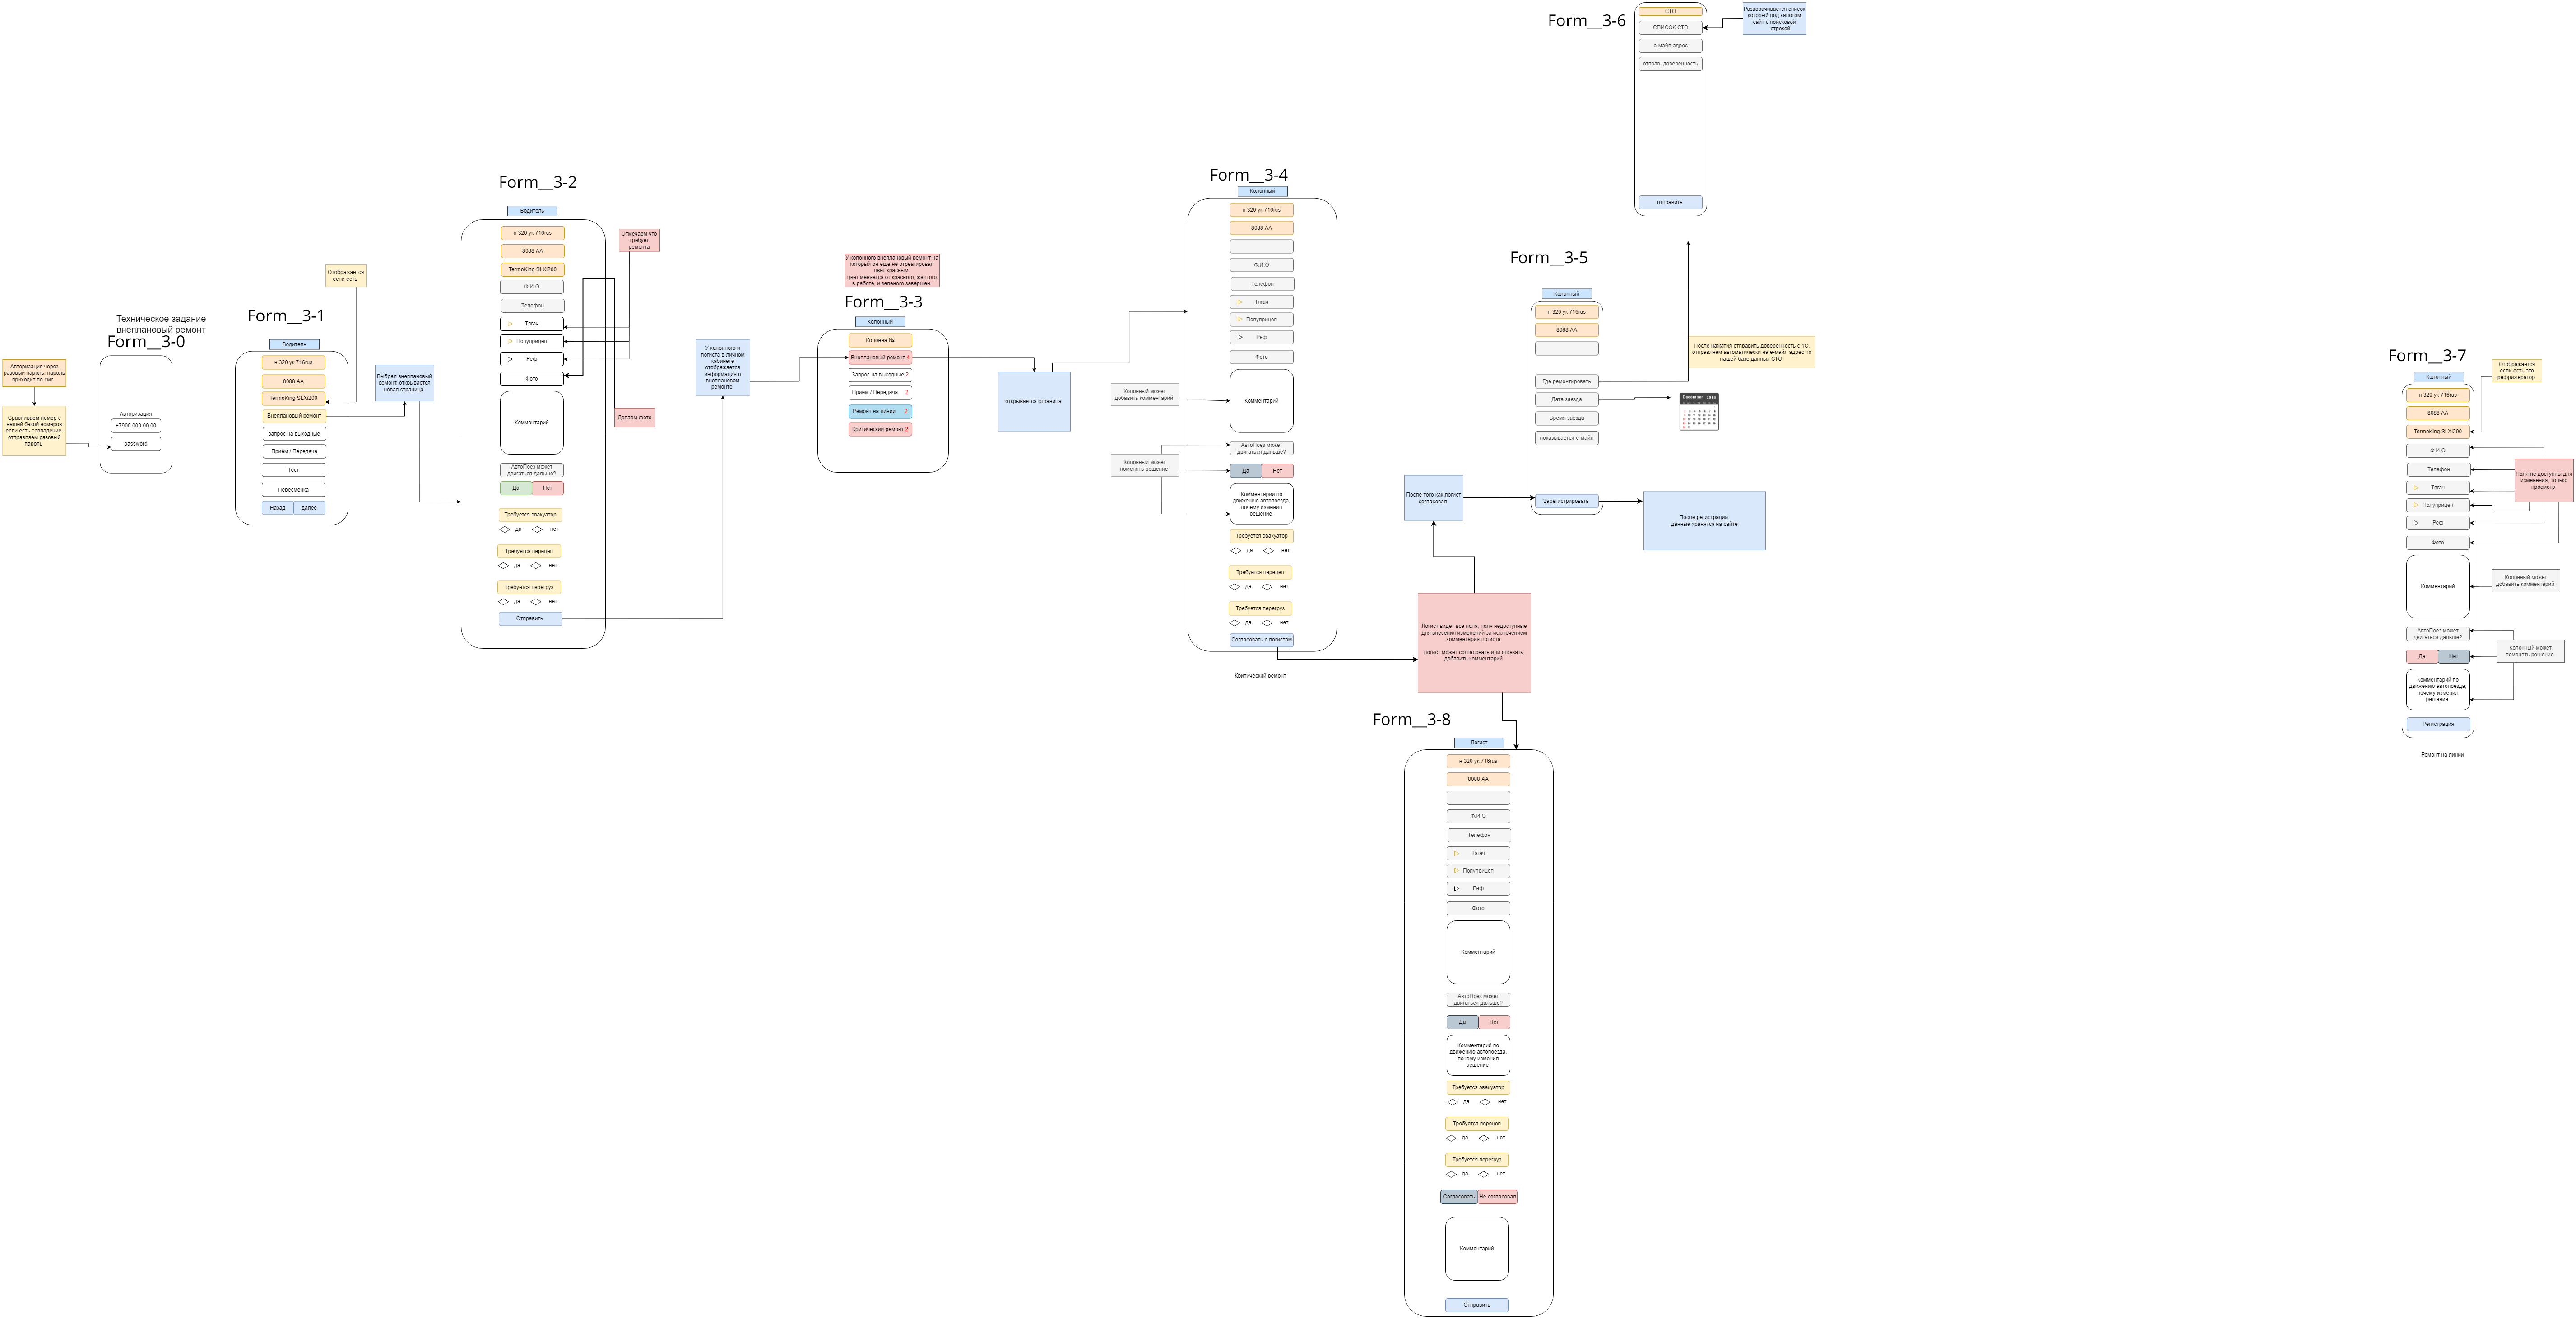 Техническое задание
внеплановый ремонт
Form__3-0
Авторизация через
разовый пароль, пароль
приходит по смс
Сравниваем номер с
нашей базой номеров
если есть совпадение,
отправляем разовый
пароль
Авторизация
+7900 000 00 00
password
Form__3-1
Водитель
н 320 ук 716rus
8088 АА
TermoKing SLXi200
Внеплановый ремонт
запрос на выходные
Прием / Передача
Тест
Пересменка
Назад
далее
Отображается
если есть
Выбрал внеплановый
ремонт, открывается
новая страница
Form__3-2
Водитель
н 320 ук 716rus
8088 АА
TermoKing SLXi200
Ф.И.О
Телефон
Тягач
Полуприцеп
Реф
Фото
Комментарий
АвтоПоез может
двигаться дальше?
Да
Нет
Требуется эвакуатор
да
нет
Требуется перецеп
да
нет
Требуется перегруз
да
нет
Отправить
Отмечаем что
требует
ремонта
Делаем фото
У колонного и
логиста в личном
кабинете
отображается
информация о
внеплановом
ремонте
У колонного внеплановый ремонт на
который он еще не отреагировал
цвет красным
цвет меняется от красного, желтого
в работе, и зеленого завершен
Form__3-3
Колонный
Колонна №
Внеплановый ремонт 4
Запрос на выходные 2
Прием / Передача 2
Ремонт на линии 2
Критический ремонт 2
открывается страница
Form__3-4
Колонный
н 320 ук 716rus
8088 АА
Ф.И.О
Телефон
Тягач
Полуприцеп
Реф
Фото
Комментарий
АвтоПоез может
двигаться дальше?
Да
Нет
Комментарий по
движению автопоезда,
почему изменил
решение
Требуется эвакуатор
да
нет
Требуется перецеп
да
нет
Требуется перегруз
да
нет
Согласовать с логистом
Критический ремонт
Колонный может
добавить комментарий
Колонный может
поменять решение
Логист видет все поля, поля недоступные
для внесения изменений за исключением
комментария логиста
логист может согласовать или отказать,
добавить комментарий
После того как логист
согласовал
Form__3-5
Колонный
н 320 ук 716rus
8088 АА
Где ремонтировать
Дата заезда
Время заезда
показывается е-майл
Зарегистрировать
December 2018
После регистрации
данные хранятся на сайте
После нажатия отправить доверенность с 1С,
отправляем автоматически на е-майл адрес по
нашей базе данных СТО
Form__3-6
СТО
СПИСОК СТО
е-майл адрес
отправ. доверенность
отправить
Разворачивается список
который под капотом
сайт с поисковой
строкой
Form__3-7
Колонный
н 320 ук 716rus
8088 АА
TermoKing SLXi200
Ф.И.О
Телефон
Тягач
Полуприцеп
Реф
Фото
Комментарий
АвтоПоез может
двигаться дальше?
Да
Нет
Комментарий по
движению автопоезда,
почему изменил
решение
Регистрация
Ремонт на линии
Отображается
если есть это
рефрижератор
Поля не доступны для
изменения, только
просмотр
Колонный может
добавить комментарий
Колонный может
поменять решение
Form__3-8
Логист
н 320 ук 716rus
8088 АА
Ф.И.О
Телефон
Тягач
Полуприцеп
Реф
Фото
Комментарий
АвтоПоез может
двигаться дальше?
Да
Нет
Комментарий по
движению автопоезда,
почему изменил
решение
Требуется эвакуатор
да
нет
Требуется перецеп
да
нет
Требуется перегруз
да
нет
Согласовать
Не согласовал
Комментарий
Отправить